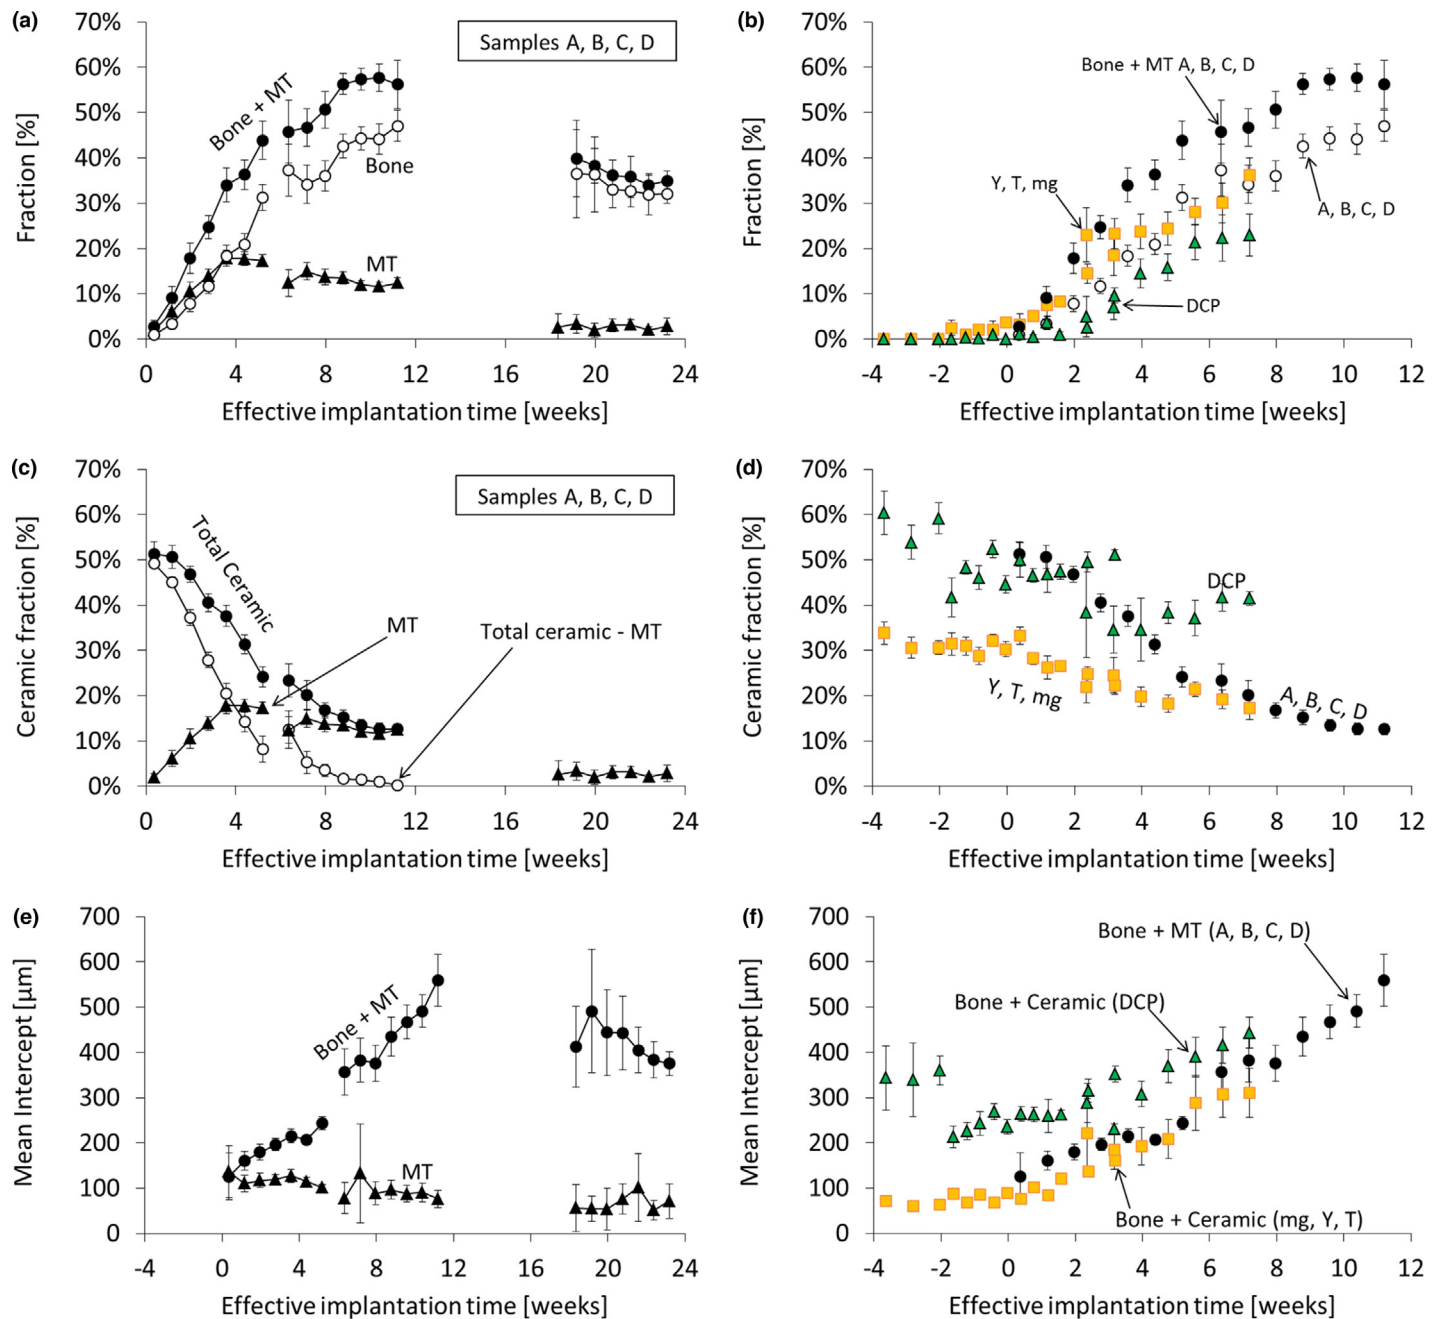 (a)
70%
60%
50%
40%
30%
20%
10%
0%
Fraction [%]
Samples A, B, C, D
Bone + MT
Bone
MT
0 4 8 12 16 20 24
Effective implantation time [weeks]
(b)
70%
60%
50%
40%
30%
20%
10%
0%
Fraction [%]
Bone + MT A, B, C, D
Y, T, mg
A, B, C, D
DCP
-4 -2 0 2 4 6 8 10 12
Effective implantation time [weeks]
(c)
70%
60%
50%
40%
30%
20%
10%
0%
Ceramic fraction [%]
Samples A, B, C, D
Total Ceramic
MT
Total ceramic - MT
0 4 8 12 16 20 24
Effective implantation time [weeks]
(d)
70%
60%
50%
40%
30%
20%
10%
0%
Ceramic fraction [%]
DCP
Y, T, mg
A, B, C, D
-4 -2 0 2 4 6 8 10 12
Effective implantation time [weeks]
(e)
700
600
500
400
300
200
100
0
Mean Intercept [µm]
Bone + MT
MT
-4 0 4 8 12 16 20 24
Effective implantation time [weeks]
(f)
700
600
500
400
300
200
100
0
Mean Intercept [µm]
Bone + MT (A, B, C, D)
Bone + Ceramic (DCP)
Bone + Ceramic (mg, Y, T)
-4 -2 0 2 4 6 8 10 12
Effective implantation time [weeks]